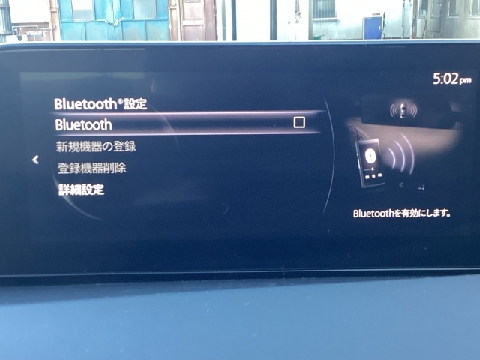 5:02 pm
Bluetooth®設定
Bluetooth
新規機器の登録
登録機器削除
詳細設定
Bluetoothを有効にします。